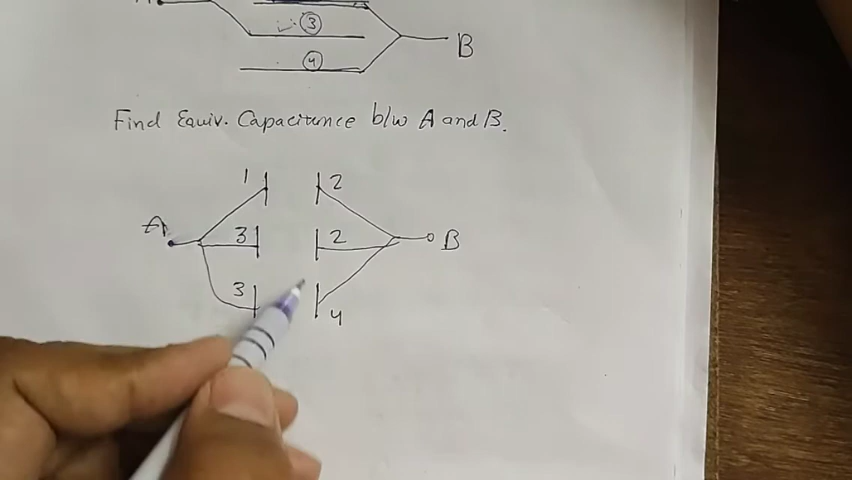 A
③
B
④
Find Equiv. Capacitance b/w A and B.
1 2
A 3 2 B
3 4